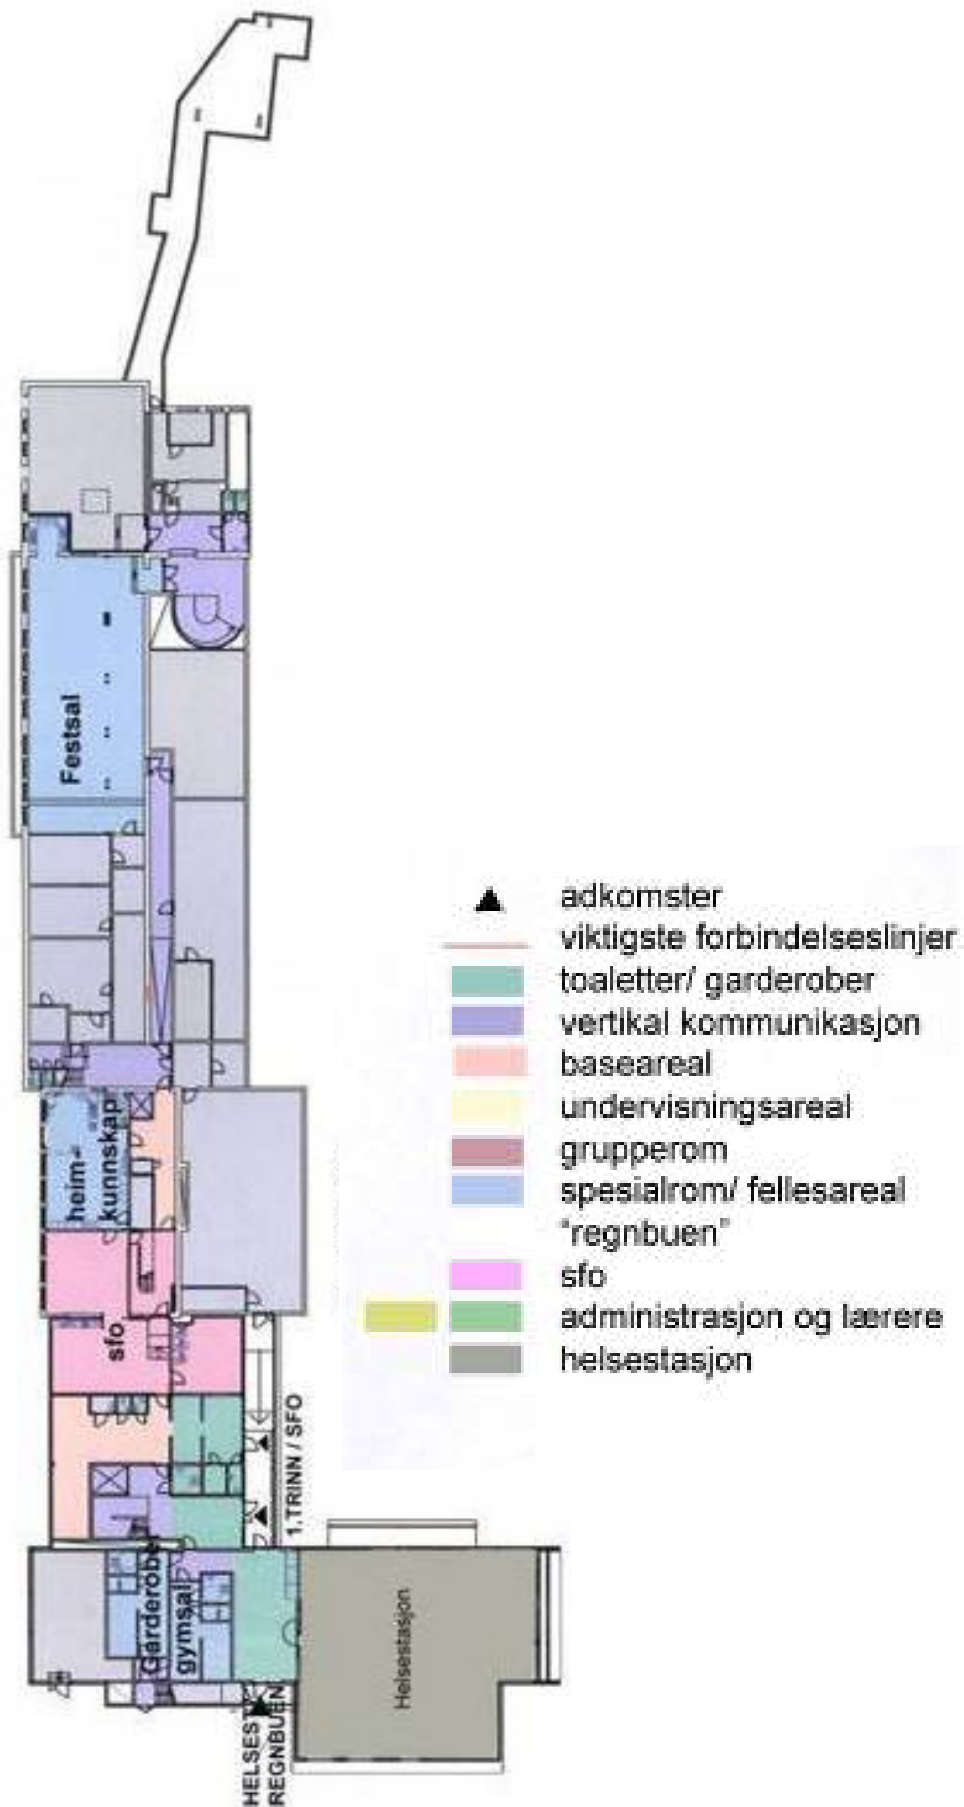 Festsal
heim-
kunnskap
sfo
1.TRINN / SFO
Garderober
gymsal
Helsestasjon
HELSEST
REGNBUEN
adkomster
viktigste forbindelseslinjer
toaletter/ garderober
vertikal kommunikasjon
baseareal
undervisningsareal
grupperom
spesialrom/ fellesareal
"regnbuen"
sfo
administrasjon og lærere
helsestasjon